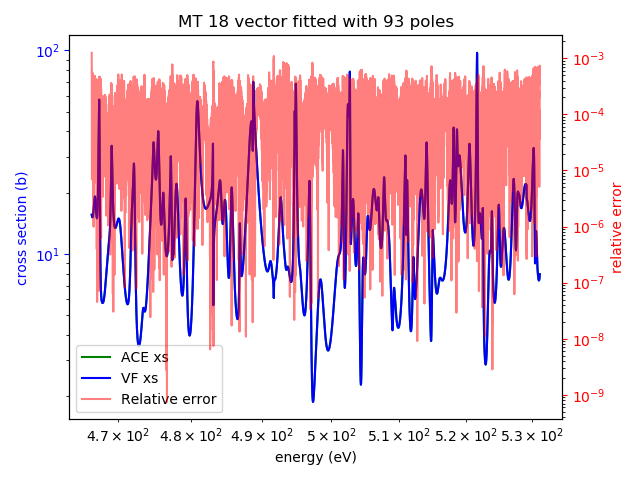 MT 18 vector fitted with 93 poles
cross section (b)
10²
10¹
10⁻³
10⁻⁴
10⁻⁵
10⁻⁶
10⁻⁷
10⁻⁸
10⁻⁹
relative error
ACE xs
VF xs
Relative error
4.7 × 10² 4.8 × 10² 4.9 × 10² 5 × 10² 5.1 × 10² 5.2 × 10² 5.3 × 10²
energy (eV)